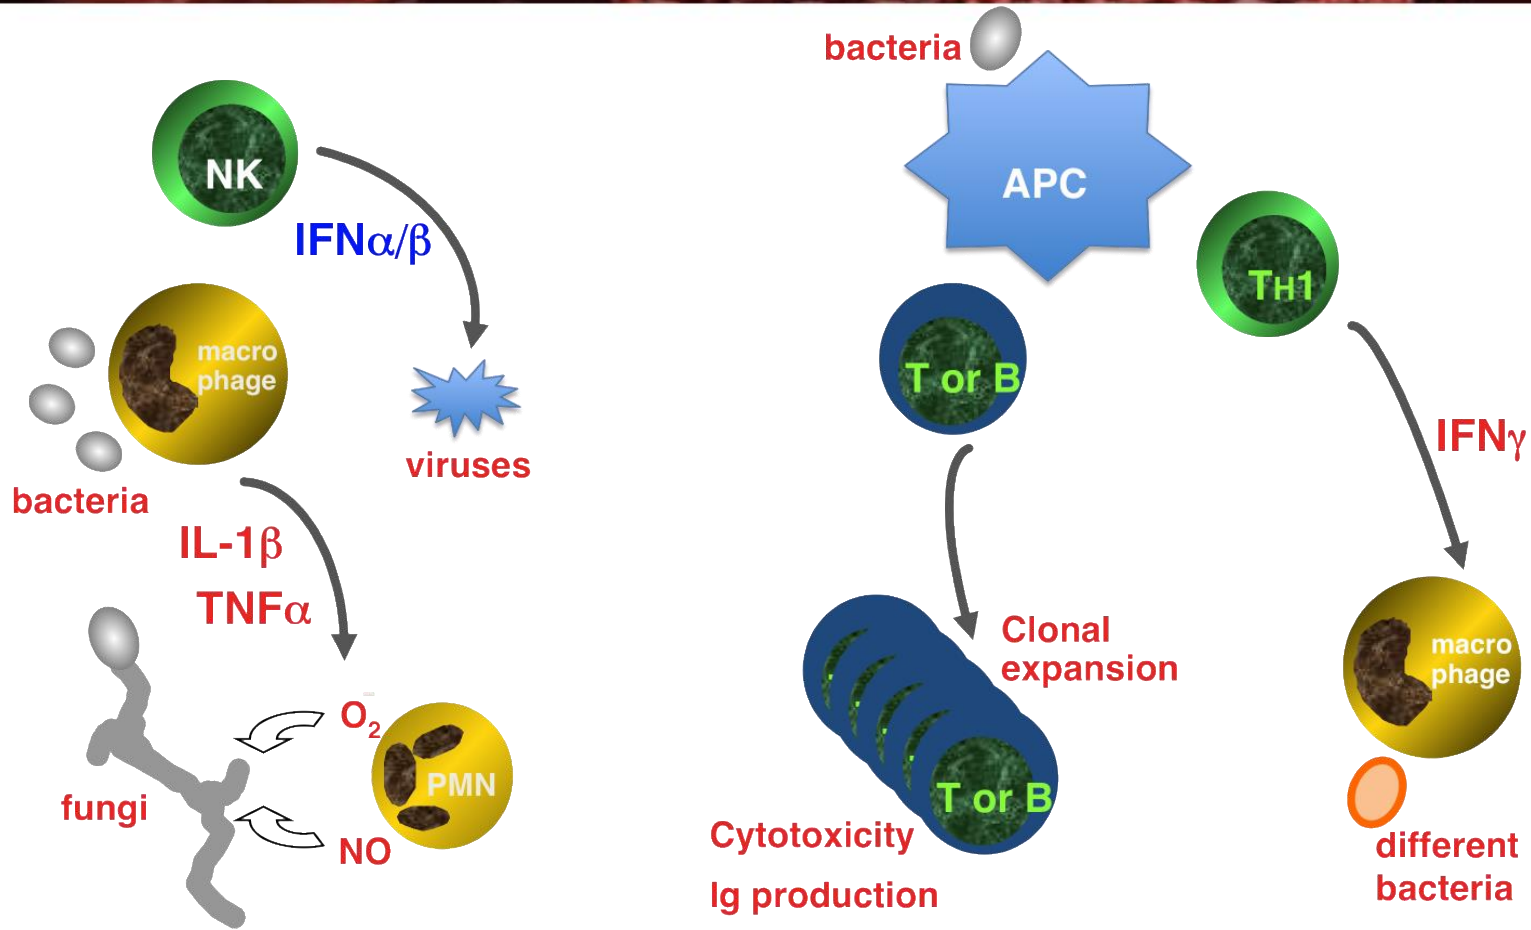 NK
IFNα/β
macro
phage
viruses
bacteria
IL-1β
TNFα
O₂⁻
PMN
fungi
NO
bacteria
APC
TH1
T or B
IFNγ
Clonal
expansion
macro
phage
T or B
Cytotoxicity
Ig production
different
bacteria